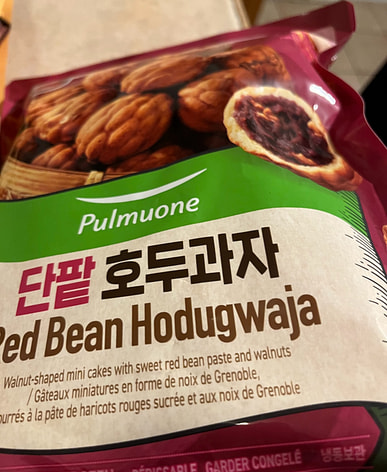 Pulmuone
단팥 호두과자
Red Bean Hodugwaja
Walnut-shaped mini cakes with sweet red bean paste and walnuts
/ Gâteaux miniatures en forme de noix de Grenoble,
à la pâte de haricots rouges sucrée et aux noix de Grenoble
PÉRISSABLE GARDER CONGELÉ 냉동보관